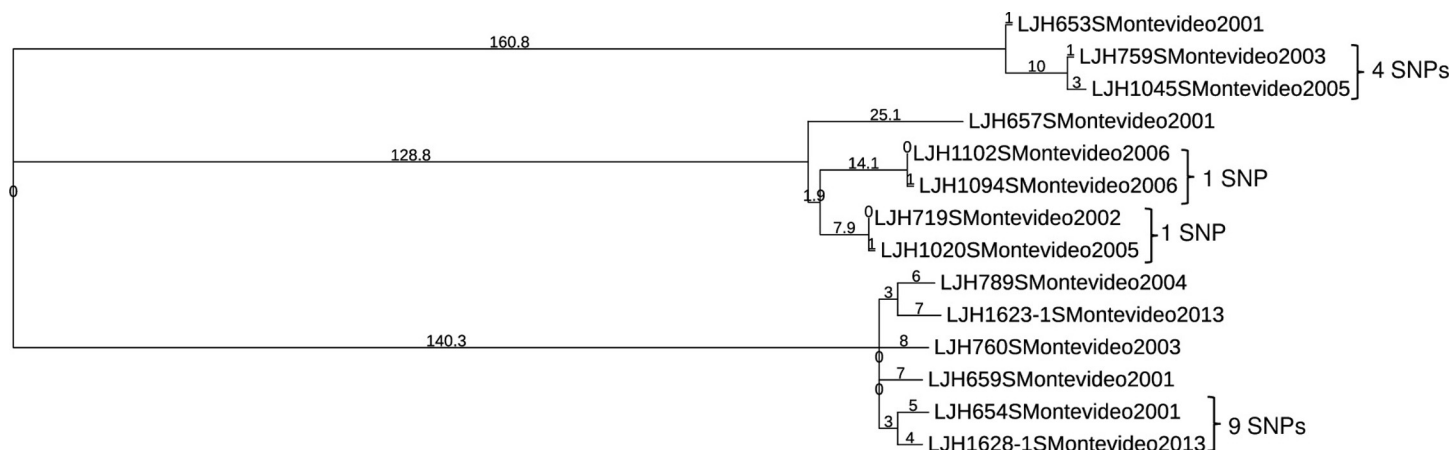 1 LJH653SMontevideo2001
160.8
1 LJH759SMontevideo2003
10
4 SNPs
3 LJH1045SMontevideo2005
25.1 LJH657SMontevideo2001
0 LJH1102SMontevideo2006
128.8
14.1
1 SNP
1 LJH1094SMontevideo2006
0
1.9
0 LJH719SMontevideo2002
7.9
1 SNP
1 LJH1020SMontevideo2005
6 LJH789SMontevideo2004
3
7 LJH1623-1SMontevideo2013
140.3
8 LJH760SMontevideo2003
0
7 LJH659SMontevideo2001
0
5 LJH654SMontevideo2001
3
9 SNPs
4 LJH1628-1SMontevideo2013